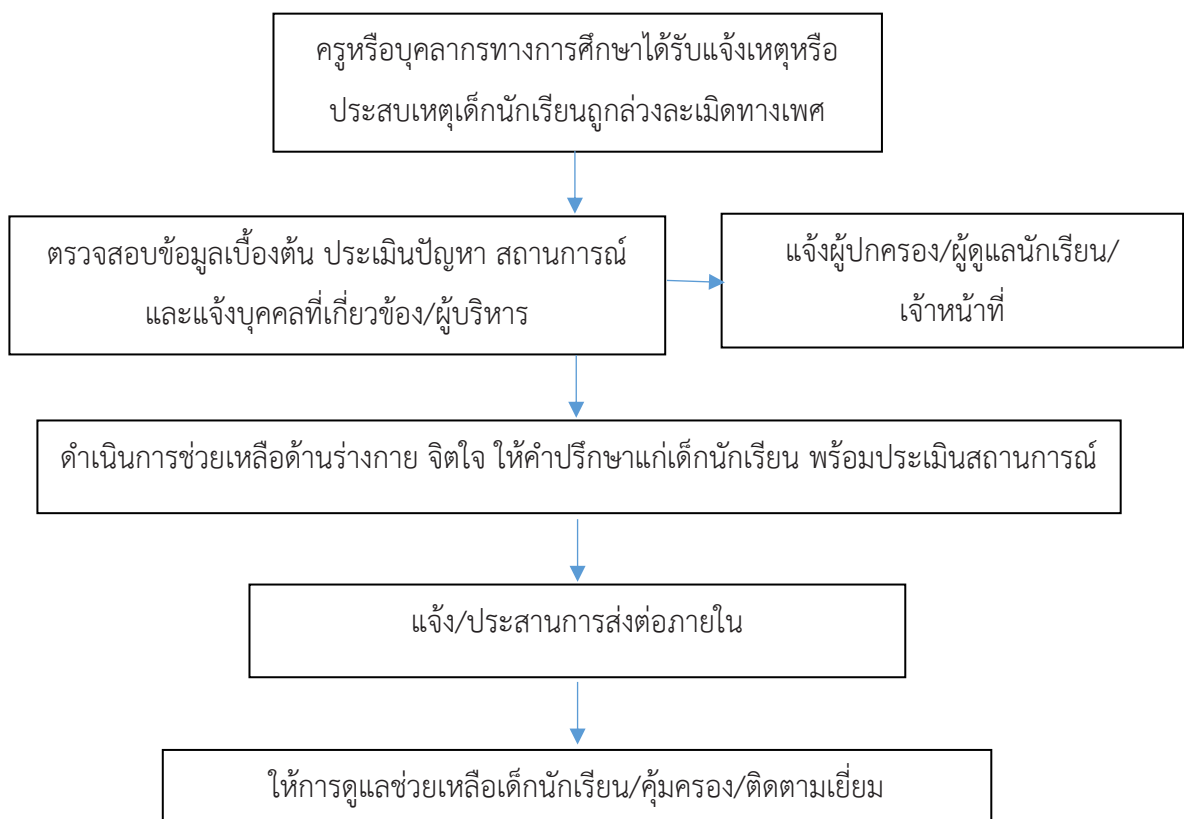 ครูหรือบุคลากรทางการศึกษาได้รับแจ้งเหตุหรือ
ประสบเหตุเด็กนักเรียนถูกล่วงละเมิดทางเพศ
ตรวจสอบข้อมูลเบื้องต้น ประเมินปัญหา สถานการณ์
และแจ้งบุคคลที่เกี่ยวข้อง/ผู้บริหาร
แจ้งผู้ปกครอง/ผู้ดูแลนักเรียน/
เจ้าหน้าที่
ดำเนินการช่วยเหลือด้านร่างกาย จิตใจ ให้คำปรึกษาแก่เด็กนักเรียน พร้อมประเมินสถานการณ์
แจ้ง/ประสานการส่งต่อภายใน
ให้การดูแลช่วยเหลือเด็กนักเรียน/คุ้มครอง/ติดตามเยี่ยม